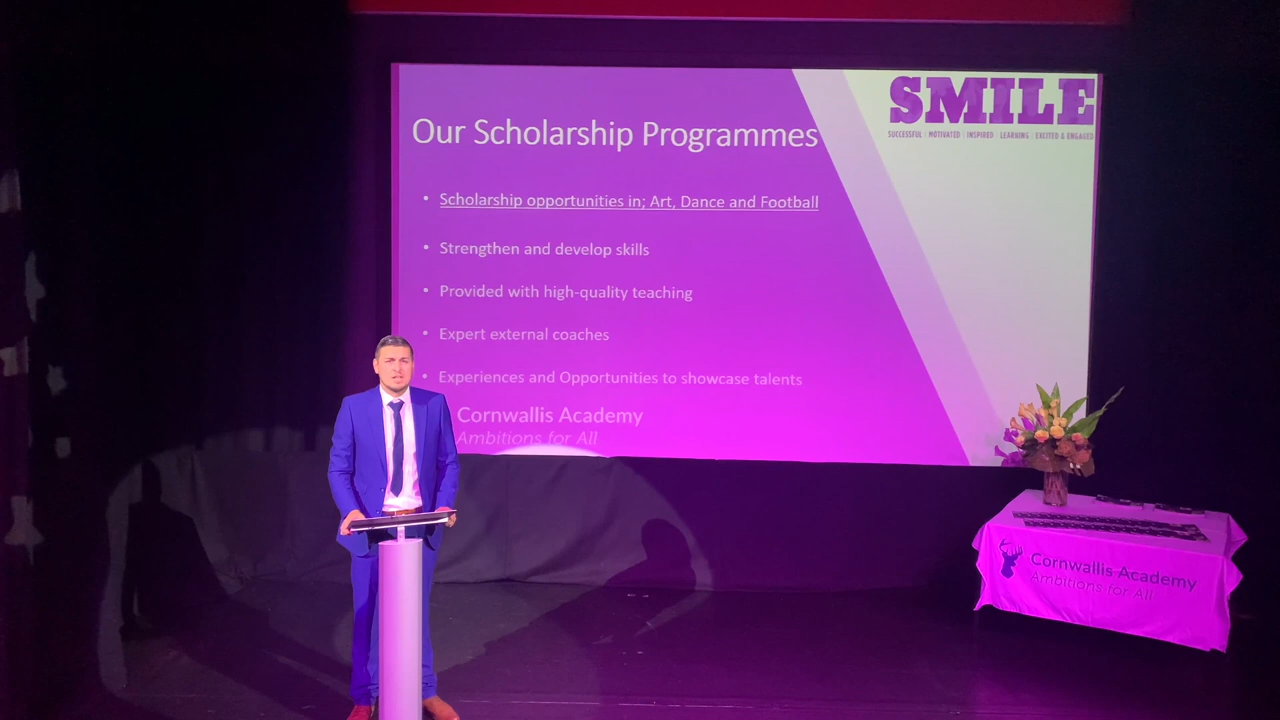 SMILE
SUCCESSFUL | MOTIVATED | INSPIRED | LEARNING | EXCITED & ENGAGED
Our Scholarship Programmes
• Scholarship opportunities in; Art, Dance and Football
• Strengthen and develop skills
• Provided with high-quality teaching
• Expert external coaches
• Experiences and Opportunities to showcase talents
Cornwallis Academy
Ambitions for All
Cornwallis Academy
Ambitions for All